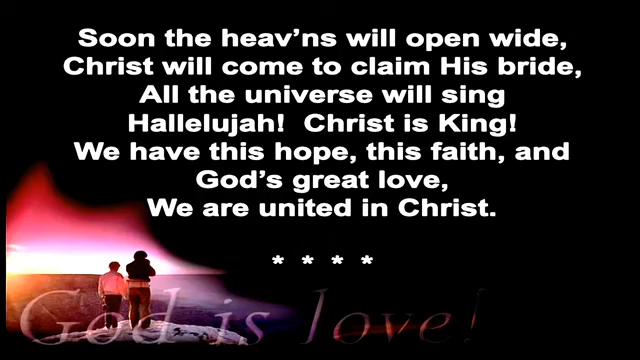 Soon the heav’ns will open wide,
Christ will come to claim His bride,
All the universe will sing
Hallelujah!  Christ is King!
We have this hope, this faith, and
God’s great love,
We are united in Christ.
* * * *
God is love!